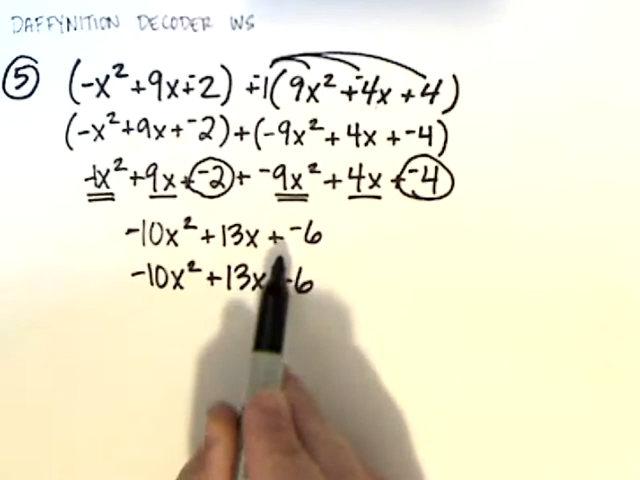 DAFFYNITION DECODER WS
⑤ (-x² + 9x + -2) + -1(9x² + -4x + 4)
(-x² + 9x + -2) + (-9x² + 4x + -4)
-1x² + 9x + -2 + -9x² + 4x + -4
-10x² + 13x + -6
-10x² + 13x - 6